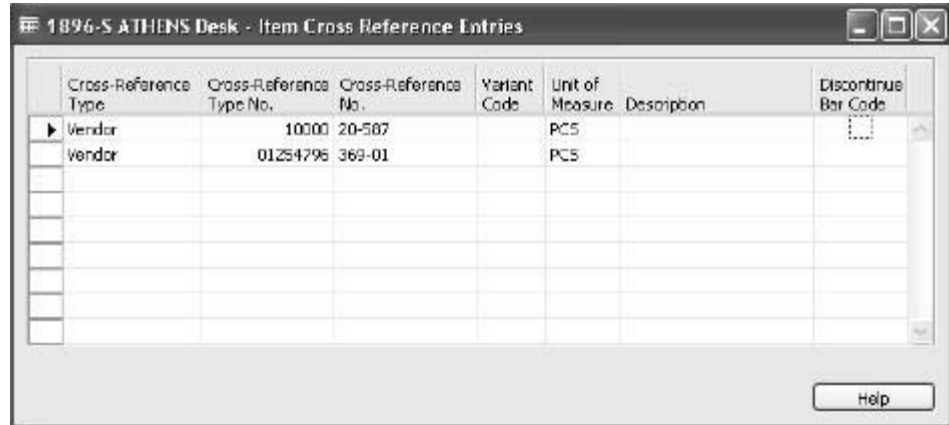 1896-S ATHENS Desk - Item Cross Reference Entries
Cross-Reference Type Cross-Reference Type No. Cross-Reference No. Variant Code Unit of Measure Description Discontinue Bar Code
Vendor 10000 20-587 PCS
Vendor 01254796 369-01 PCS
Help